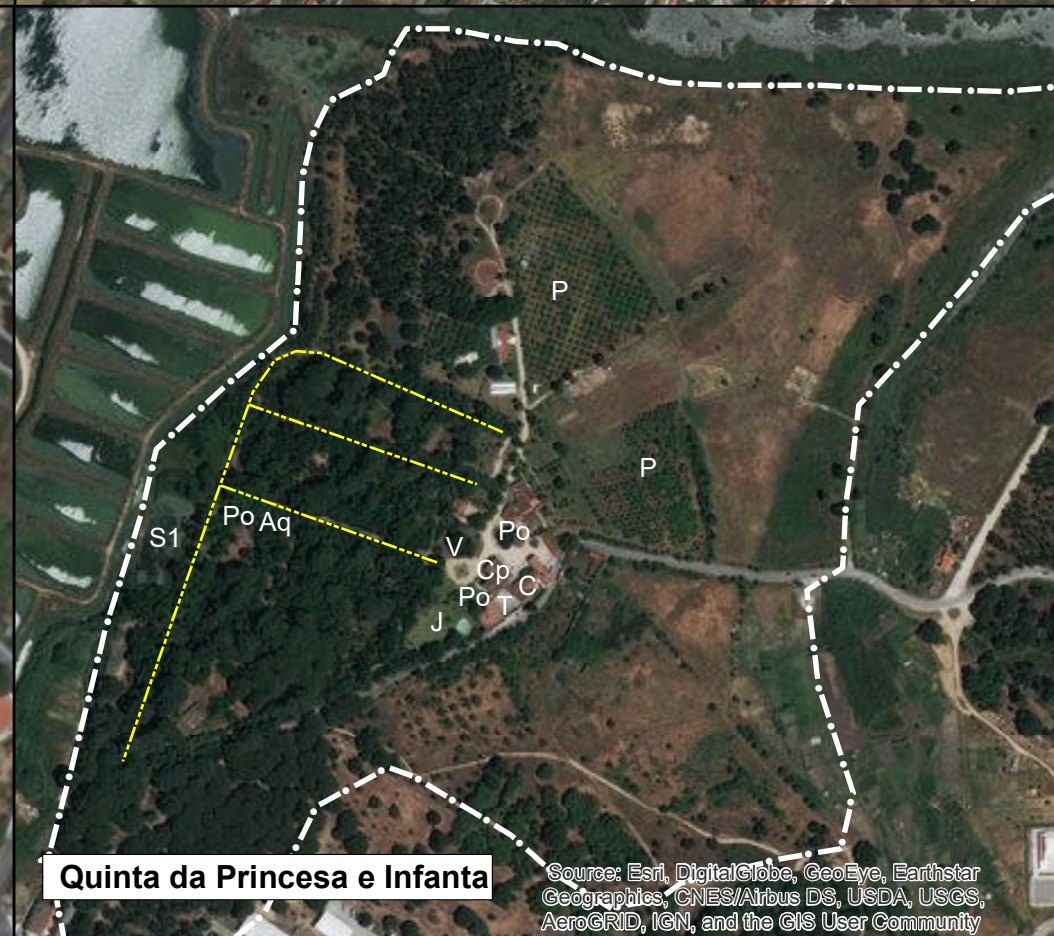 P
P
S1
Po
Aq
Po
V
Cp
C
Po
T
J
Quinta da Princesa e Infanta
Source: Esri, DigitalGlobe, GeoEye, Earthstar
Geographics, CNES/Airbus DS, USDA, USGS,
AeroGRID, IGN, and the GIS User Community